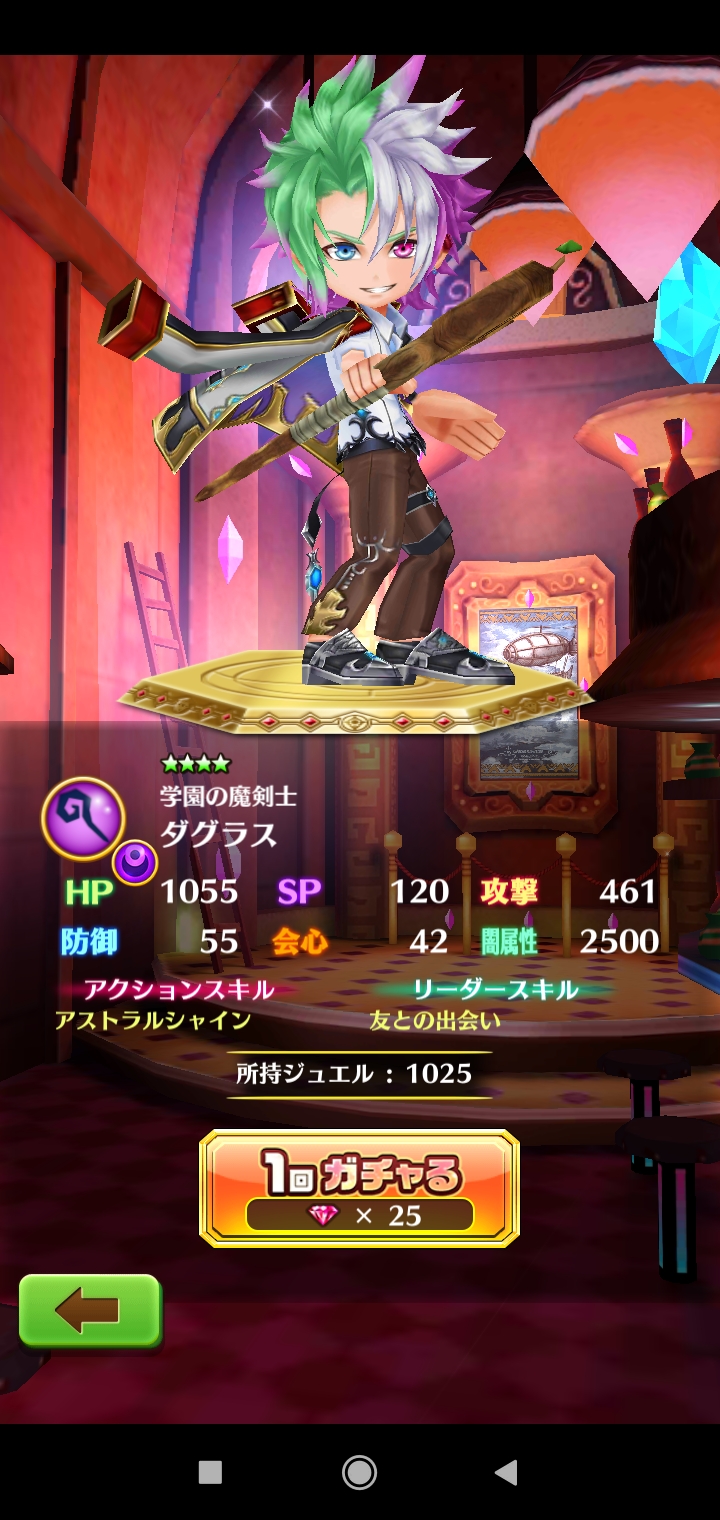 学園の魔剣士
ダグラス
HP 1055 SP 120 攻撃 461
防御 55 会心 42 闇属性 2500
アクションスキル リーダースキル
アストラルシャイン 友との出会い
所持ジュエル : 1025
1回ガチャる
× 25